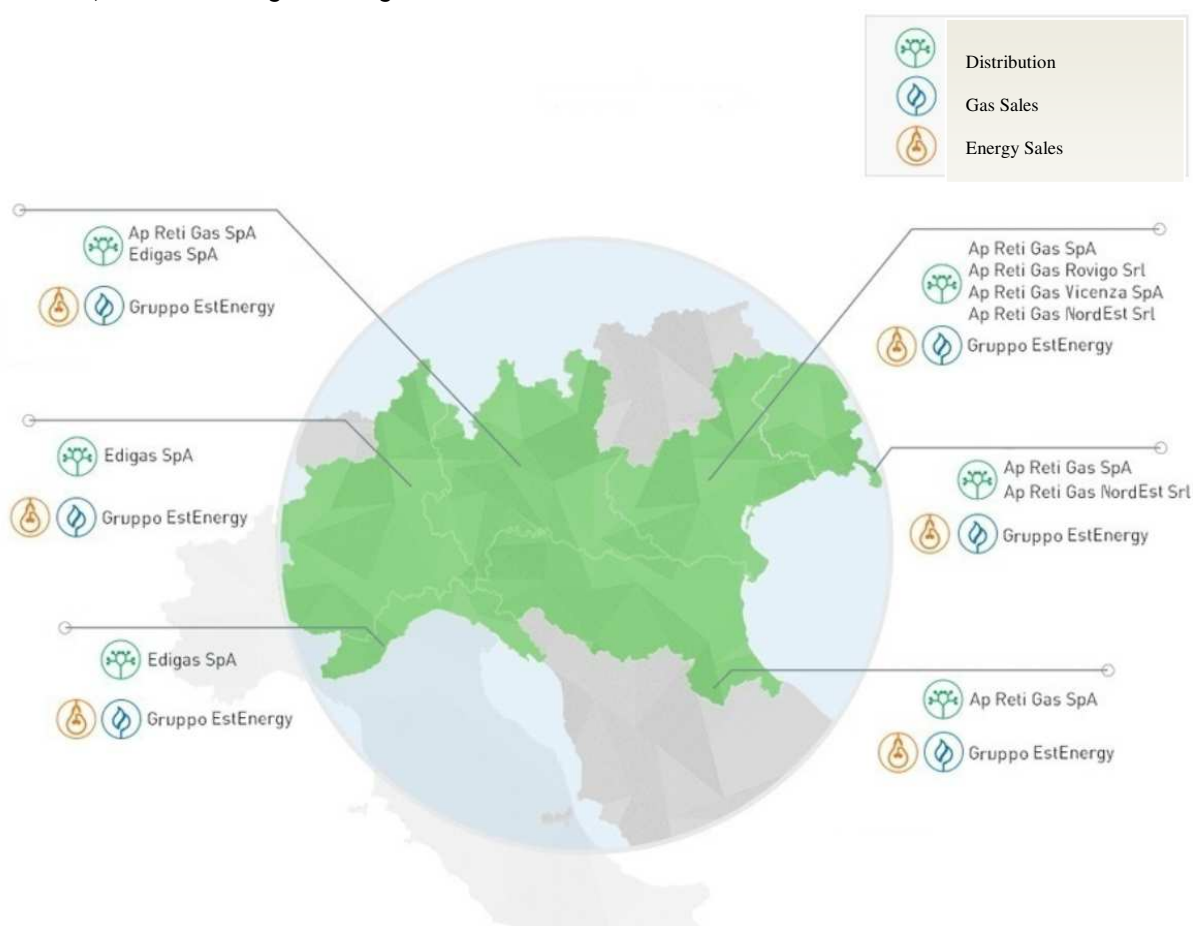 Distribution
Gas Sales
Energy Sales
Ap Reti Gas SpA
Edigas SpA
Gruppo EstEnergy
Ap Reti Gas SpA
Ap Reti Gas Rovigo Srl
Ap Reti Gas Vicenza SpA
Ap Reti Gas NordEst Srl
Gruppo EstEnergy
Edigas SpA
Gruppo EstEnergy
Ap Reti Gas SpA
Ap Reti Gas NordEst Srl
Gruppo EstEnergy
Edigas SpA
Gruppo EstEnergy
Ap Reti Gas SpA
Gruppo EstEnergy